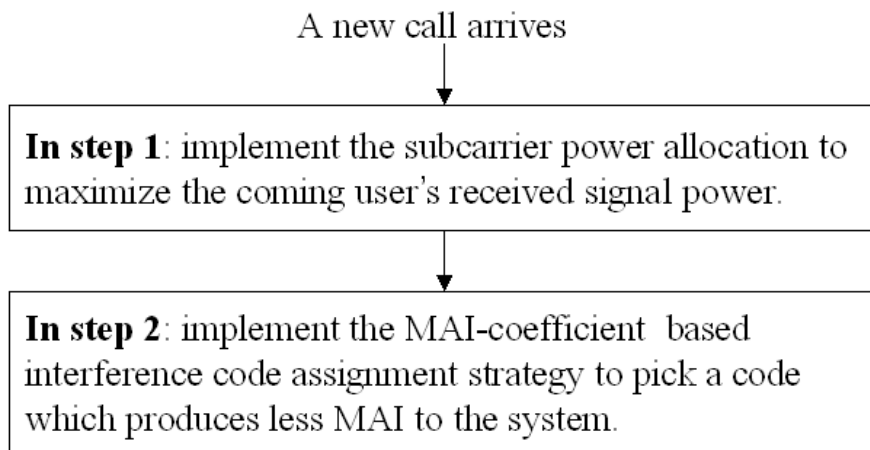 A new call arrives
In step 1: implement the subcarrier power allocation to
maximize the coming user's received signal power.
In step 2: implement the MAI-coefficient based
interference code assignment strategy to pick a code
which produces less MAI to the system.